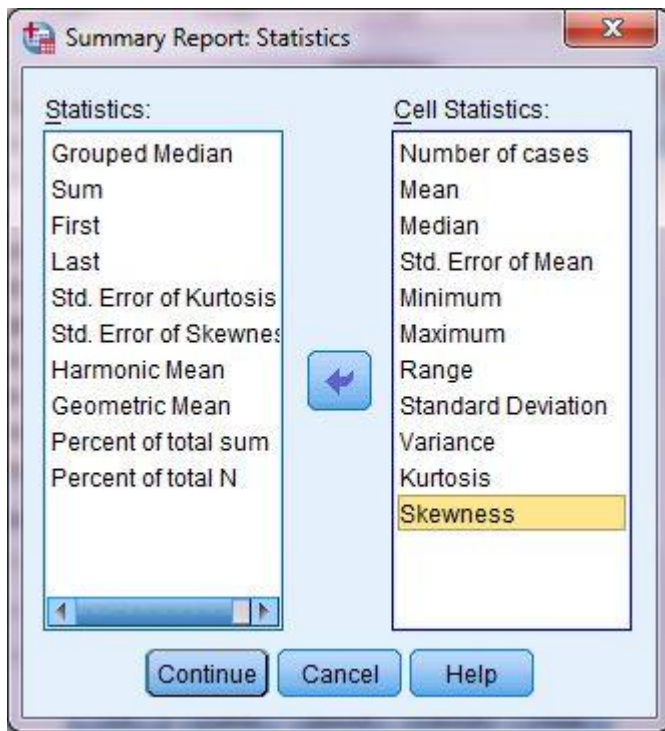 Summary Report: Statistics
Statistics:
Grouped Median
Sum
First
Last
Std. Error of Kurtosis
Std. Error of Skewnes
Harmonic Mean
Geometric Mean
Percent of total sum
Percent of total N
Cell Statistics:
Number of cases
Mean
Median
Std. Error of Mean
Minimum
Maximum
Range
Standard Deviation
Variance
Kurtosis
Skewness
Continue
Cancel
Help